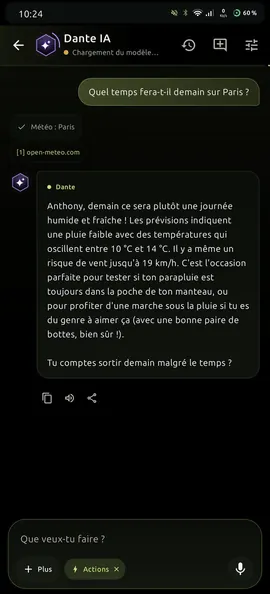 10:24
60 %
Dante IA
Chargement du modèle...
Quel temps fera-t-il demain sur Paris ?
Météo : Paris
[1] open-meteo.com
Dante
Anthony, demain ce sera plutôt une journée
humide et fraîche ! Les prévisions indiquent
une pluie faible avec des températures qui
oscillent entre 10 °C et 14 °C. Il y a même un
risque de vent jusqu'à 19 km/h. C'est l'occasion
parfaite pour tester si ton parapluie est
toujours dans la poche de ton manteau, ou
pour profiter d'une marche sous la pluie si tu es
du genre à aimer ça (avec une bonne paire de
bottes, bien sûr !).
Tu comptes sortir demain malgré le temps ?
Que veux-tu faire ?
+ Plus
Actions ×